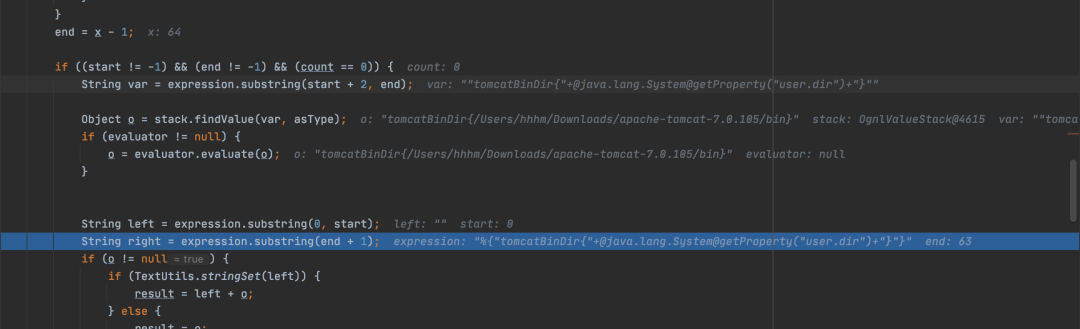 }
end = x - 1;  x: 64
if ((start != -1) && (end != -1) && (count == 0)) {  count: 0
String var = expression.substring(start + 2, end);  var: ""tomcatBinDir{"+@java.lang.System@getProperty("user.dir")+"}""
Object o = stack.findValue(var, asType);  o: "tomcatBinDir{/Users/hhhm/Downloads/apache-tomcat-7.0.105/bin}"  stack: OgnlValueStack@4615  var: ""tomca
if (evaluator != null) {
o = evaluator.evaluate(o);  o: "tomcatBinDir{/Users/hhhm/Downloads/apache-tomcat-7.0.105/bin}"  evaluator: null
}
String left = expression.substring(0, start);  left: ""  start: 0
String right = expression.substring(end + 1);  expression: "%{"tomcatBinDir{"+@java.lang.System@getProperty("user.dir")+"}"}"  end: 63
if (o != null = true ) {
if (TextUtils.stringSet(left)) {
result = left + o;
} else {
result = o;